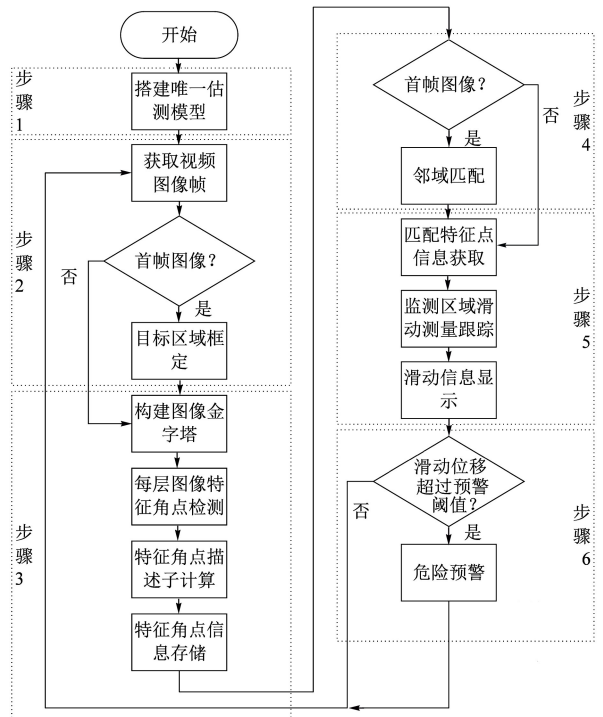 开始
步
骤
1
搭建唯一估
测模型
步
骤
2
获取视频
图像帧
首帧图像？
否
是
目标区域框
定
步
骤
3
构建图像金
字塔
每层图像特
征角点检测
特征角点描
述子计算
特征角点信
息存储
首帧图像？
步
骤
4
否
是
邻域匹配
匹配特征点
信息获取
步
骤
5
监测区域滑
动测量跟踪
滑动信息显
示
滑动位移
超过预警
阈值？
否
是
步
骤
6
危险预警